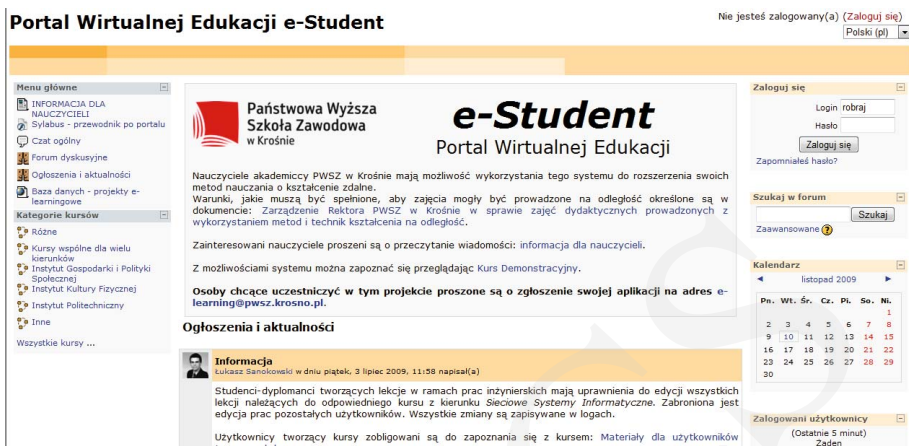 Portal Wirtualnej Edukacji e-Student
Nie jesteś zalogowany(a) (Zaloguj się)
Polski (pl)
Menu główne
INFORMACJA DLA
NAUCZYCIELI
Sylabus - przewodnik po portalu
Czat ogólny
Forum dyskusyjne
Ogłoszenia i aktualności
Baza danych - projekty e-
learningowe
Kategorie kursów
Różne
Kursy wspólne dla wielu
kierunków
Instytut Gospodarki i Polityki
Społecznej
Instytut Kultury Fizycznej
Instytut Politechniczny
Inne
Wszystkie kursy ...
Państwowa Wyższa
Szkoła Zawodowa
w Krośnie
e-Student
Portal Wirtualnej Edukacji
Nauczyciele akademiccy PWSZ w Krośnie mają możliwość wykorzystania tego systemu do rozszerzenia swoich
metod nauczania o kształcenie zdalne.
Warunki, jakie muszą być spełnione, aby zajęcia mogły być prowadzone na odległość określone są w
dokumencie: Zarządzenie Rektora PWSZ w Krośnie w sprawie zajęć dydaktycznych prowadzonych z
wykorzystaniem metod i technik kształcenia na odległość.
Zainteresowani nauczyciele proszeni są o przeczytanie wiadomości: informacja dla nauczycieli.
Z możliwościami systemu można zapoznać się przeglądając Kurs Demonstracyjny.
Osoby chcące uczestniczyć w tym projekcie proszone są o zgłoszenie swojej aplikacji na adres e-
learning@pwsz.krosno.pl.
Ogłoszenia i aktualności
Informacja
Łukasz Sanokowski w dniu piątek, 3 lipiec 2009, 11:58 napisał(a)
Studenci-dyplomanci tworzących lekcje w ramach prac inżynierskich mają uprawnienia do edycji wszystkich
lekcji należących do odpowiedniego kursu z kierunku Sieciowe Systemy Informatyczne. Zabroniona jest
edycja prac pozostałych użytkowników. Wszystkie zmiany są zapisywane w logach.
Użytkownicy tworzący kursy zobligowani są do zapoznania się z kursem: Materiały dla użytkowników
Zaloguj się
Login robraj
Hasło
Zaloguj się
Zapomniałeś hasło?
Szukaj w forum
Szukaj
Zaawansowane
Kalendarz
listopad 2009
Pn. Wt. Śr. Cz. Pi. So. Ni.
1
2 3 4 5 6 7 8
9 10 11 12 13 14 15
16 17 18 19 20 21 22
23 24 25 26 27 28 29
30
Zalogowani użytkownicy
(Ostatnie 5 minut)
Żaden